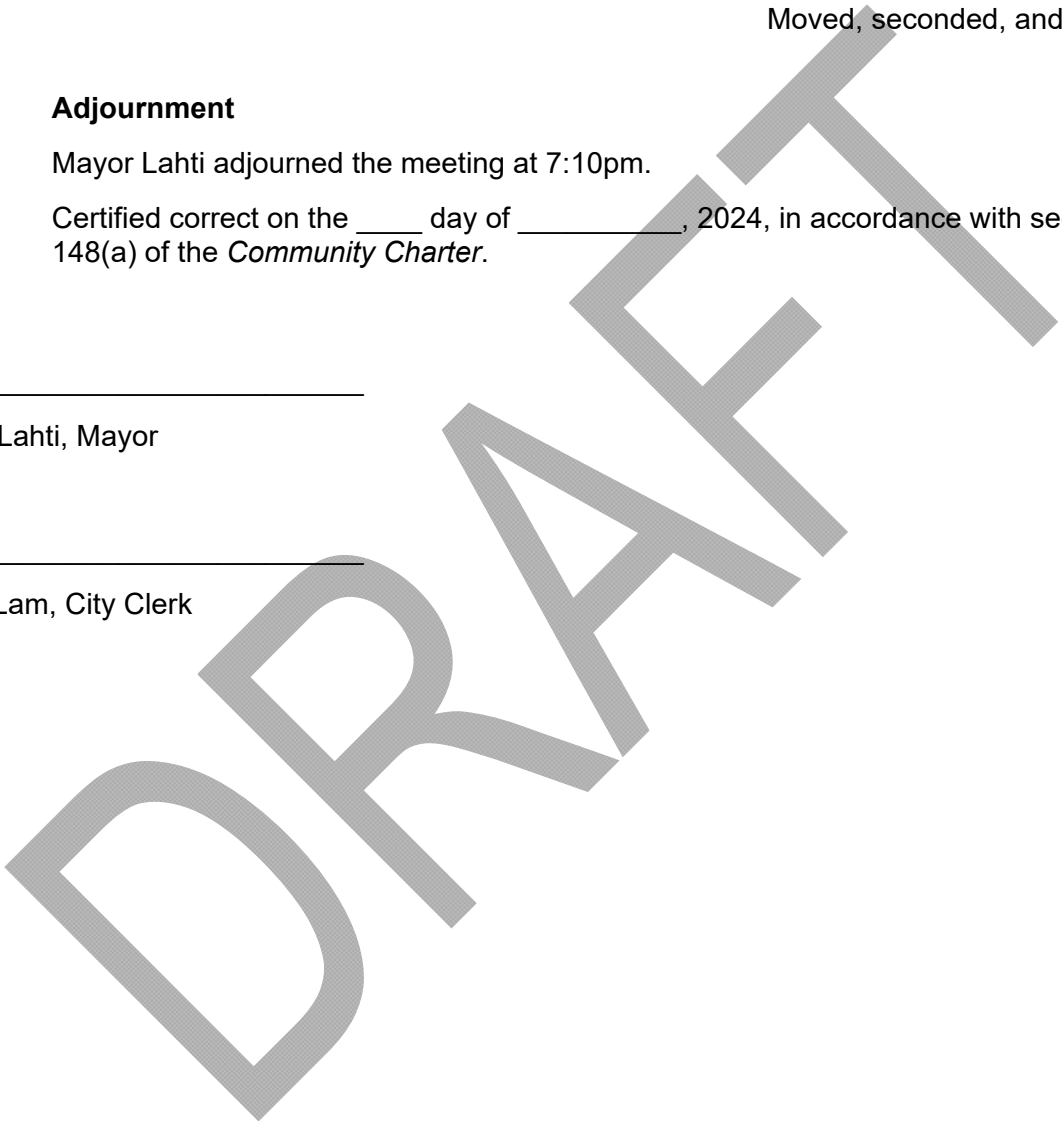 Moved, seconded, and
Adjournment
Mayor Lahti adjourned the meeting at 7:10pm.
Certified correct on the ____ day of __________, 2024, in accordance with se
148(a) of the Community Charter.
Lahti, Mayor
Lam, City Clerk
DRAFT